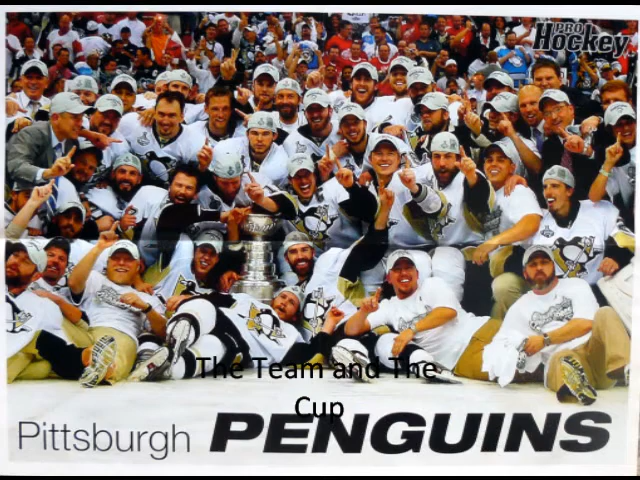 PRO
Hockey
The Team and The
Cup
Pittsburgh PENGUINS